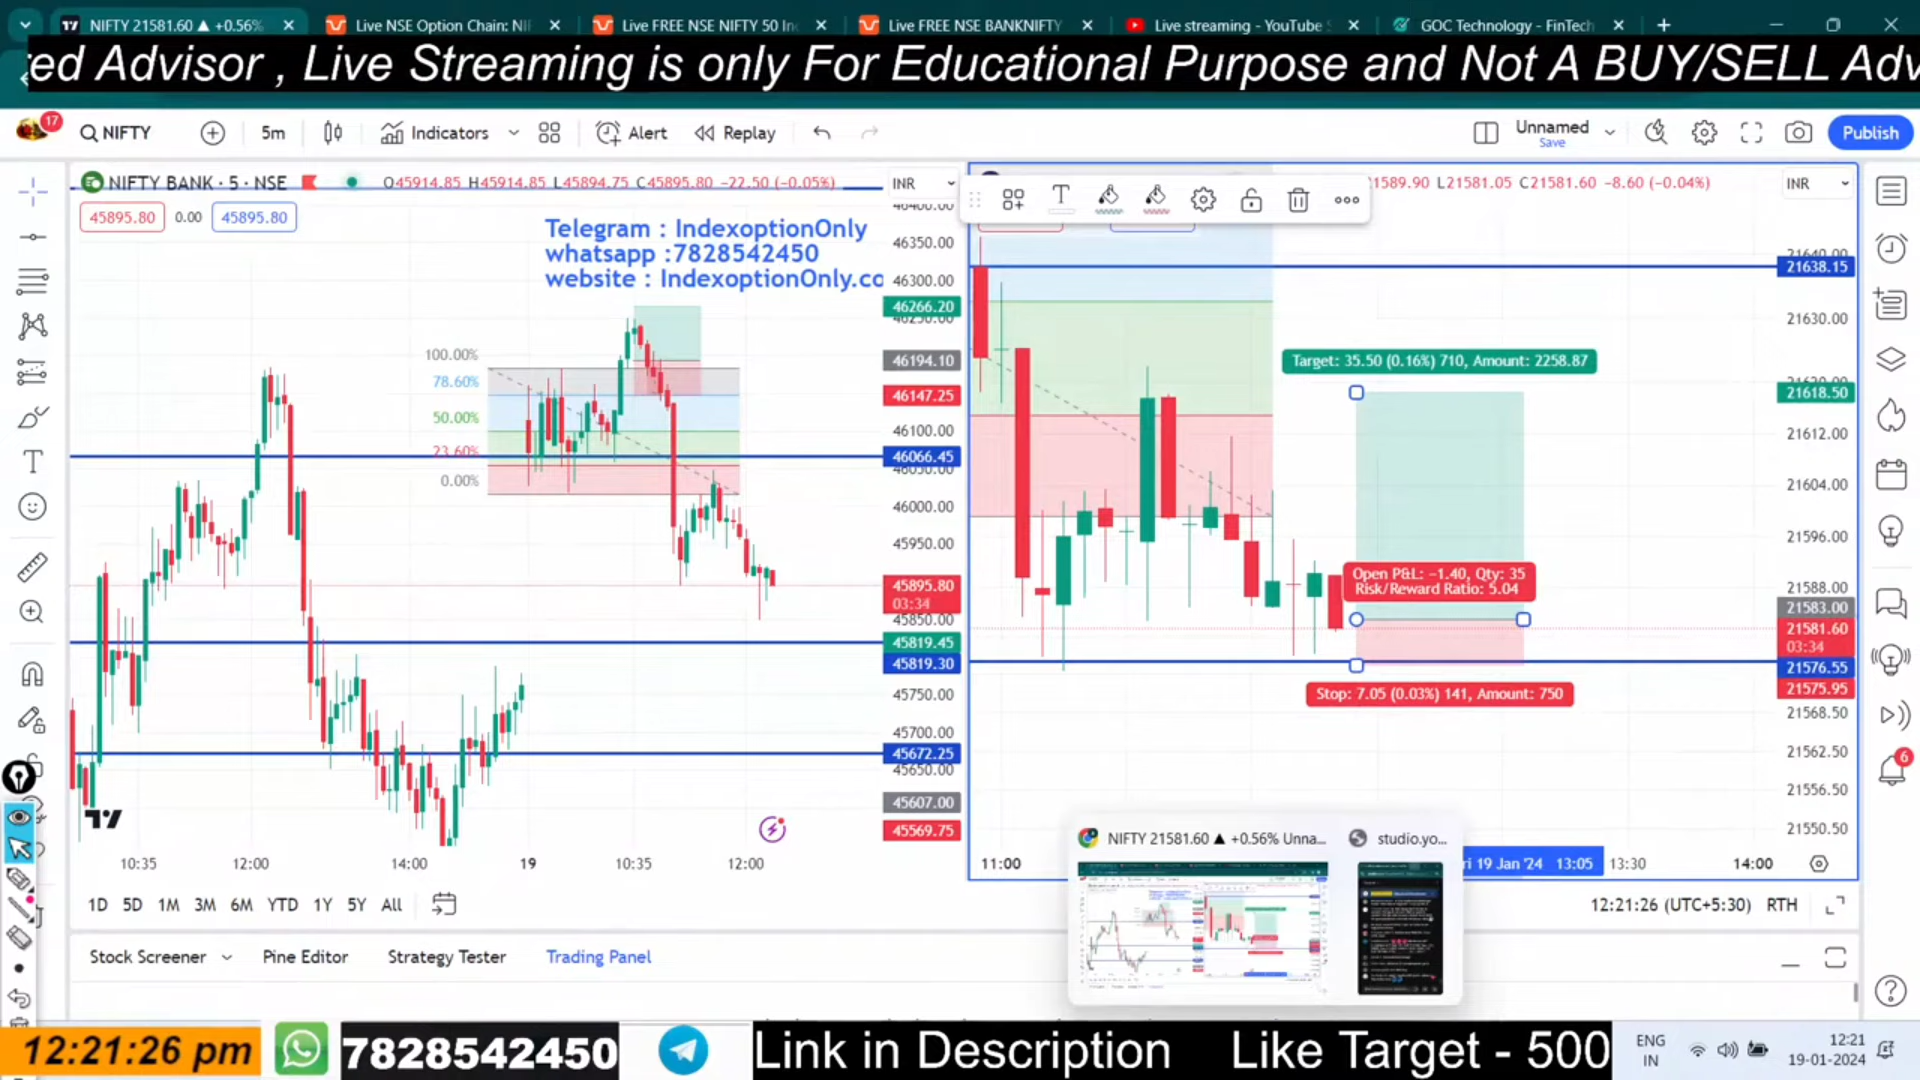 NIFTY 21581.60 ▲ +0.56%
Live NSE Option Chain: NI
Live FREE NSE NIFTY 50 In
Live FREE NSE BANKNIFTY
Live streaming - YouTube
GOC Technology - FinTech
ed Advisor , Live Streaming is only For Educational Purpose and Not A BUY/SELL Adv
17
NIFTY
5m
Indicators
Alert
Replay
Unnamed
Save
Publish
NIFTY BANK · 5 · NSE
O45914.85 H45914.85 L45894.75 C45895.80 −22.50 (−0.05%)
INR
45895.80 0.00 45895.80
Telegram : IndexoptionOnly
whatsapp :7828542450
website : IndexoptionOnly.co
100.00%
78.60%
50.00%
23.60%
0.00%
46350.00
46300.00
46266.20
46194.10
46147.25
46100.00
46066.45
46000.00
45950.00
45895.80
03:34
45850.00
45819.45
45819.30
45750.00
45700.00
45672.25
45650.00
45607.00
45569.75
10:35 12:00 14:00 19 10:35 12:00
1589.90 L21581.05 C21581.60 −8.60 (−0.04%)
INR
T
21638.15
21630.00
21618.50
21612.00
21604.00
21596.00
21588.00
21583.00
21581.60
03:34
21576.55
21575.95
21568.50
21562.50
21556.50
21550.50
Target: 35.50 (0.16%) 710, Amount: 2258.87
Open P&L: −1.40, Qty: 35
Risk/Reward Ratio: 5.04
Stop: 7.05 (0.03%) 141, Amount: 750
11:00 ri 19 Jan '24 13:05 13:30 14:00
NIFTY 21581.60 ▲ +0.56% Unna...
studio.yo...
1D 5D 1M 3M 6M YTD 1Y 5Y All
12:21:26 (UTC+5:30) RTH
Stock Screener Pine Editor Strategy Tester Trading Panel
6
12:21:26 pm
7828542450
Link in Description Like Target - 500
ENG
IN
12:21
19-01-2024